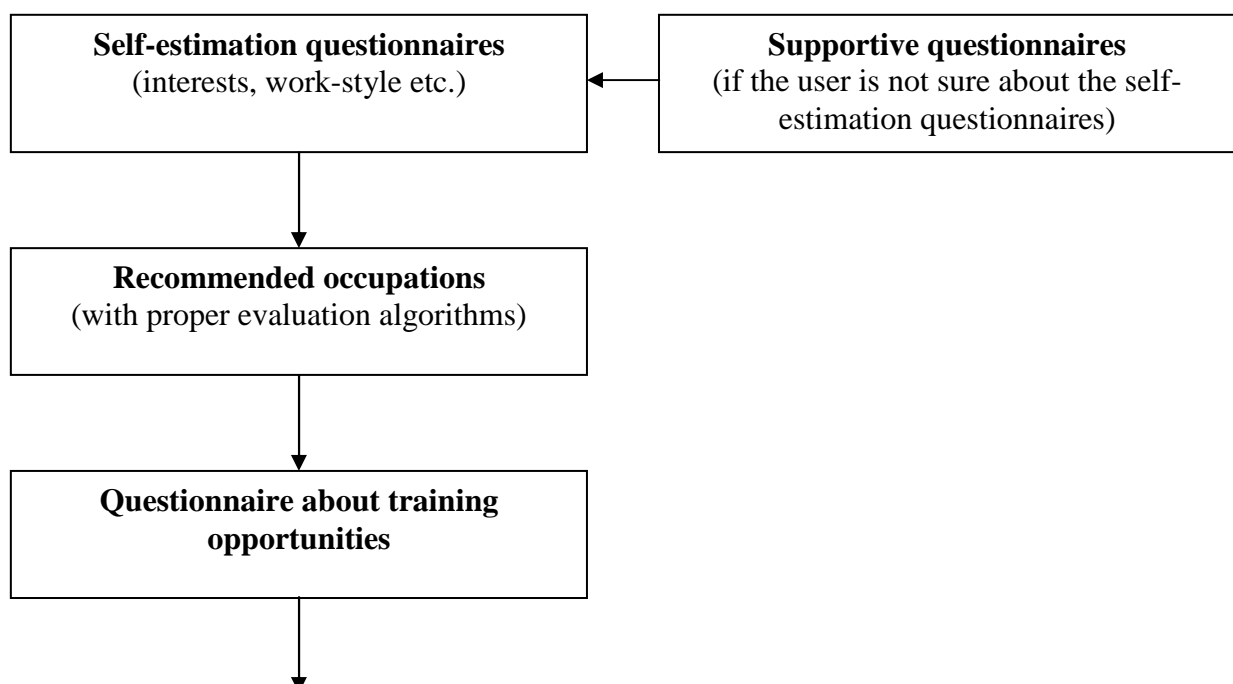 Self-estimation questionnaires
(interests, work-style etc.)
Supportive questionnaires
(if the user is not sure about the self-
estimation questionnaires)
Recommended occupations
(with proper evaluation algorithms)
Questionnaire about training
opportunities